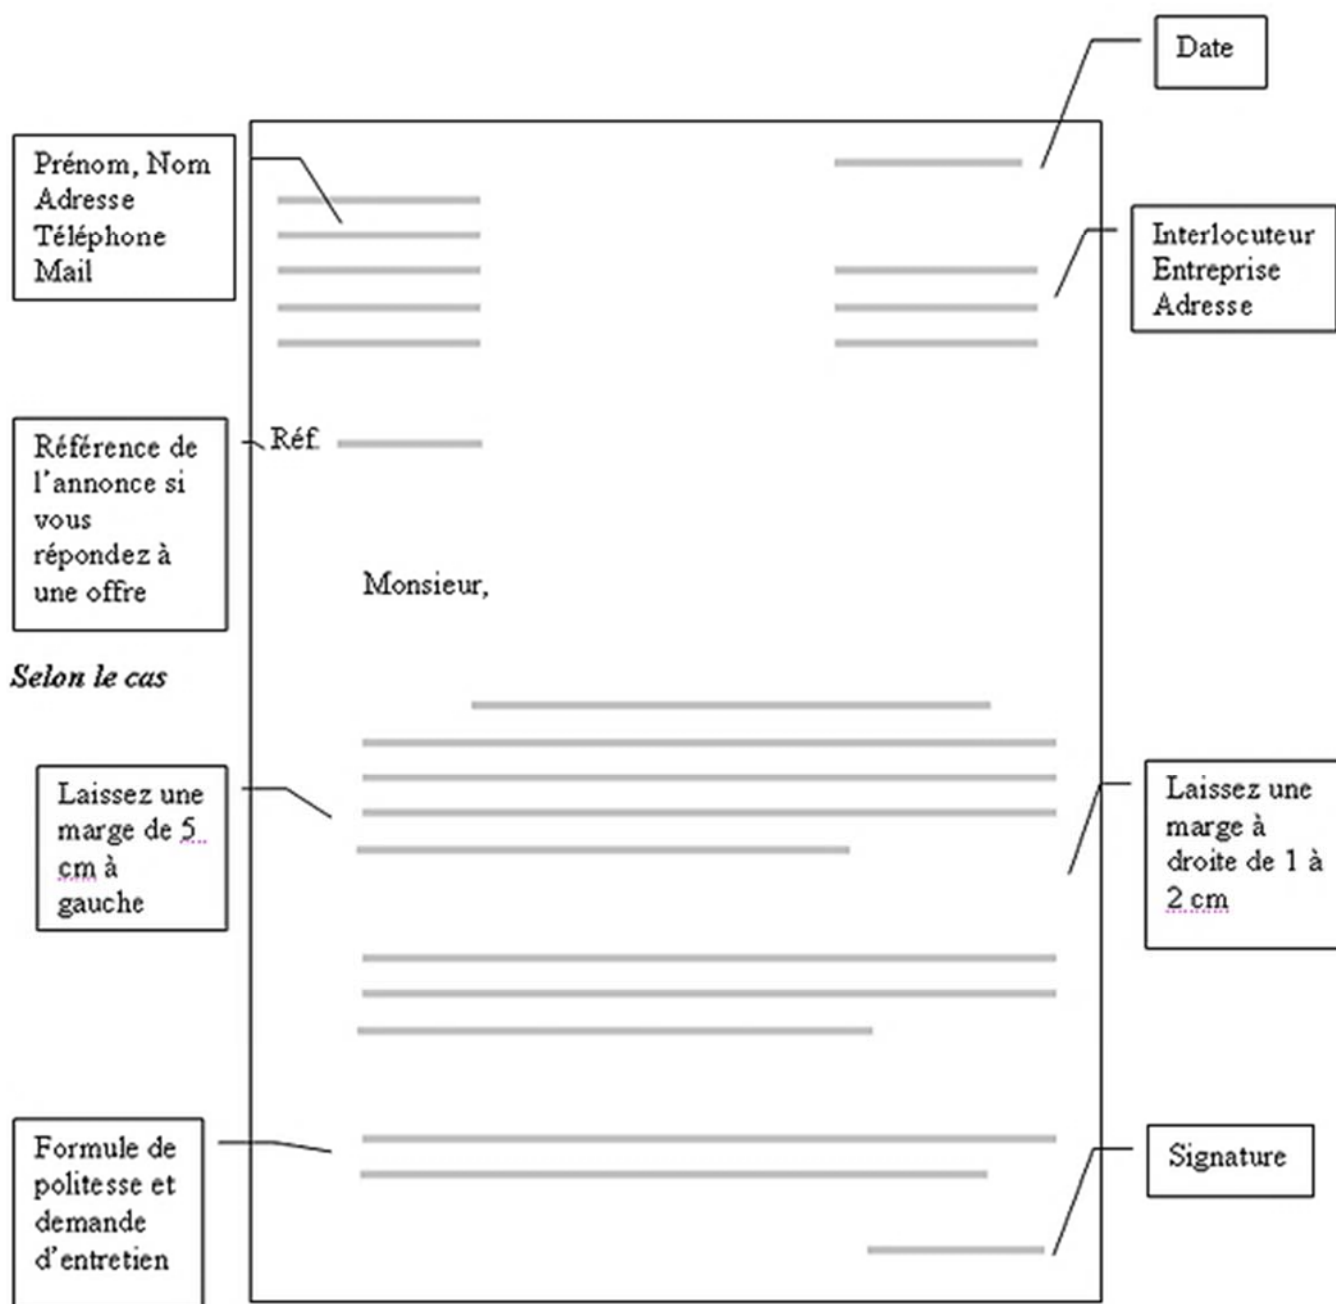 Date
Prénom, Nom
Adresse
Téléphone
Mail
Interlocuteur
Entreprise
Adresse
Référence de
l'annonce si
vous
répondez à
une offre
Réf.
Monsieur,
Selon le cas
Laissez une
marge de 5
cm à
gauche
Laissez une
marge à
droite de 1 à
2 cm
Formule de
politesse et
demande
d'entretien
Signature